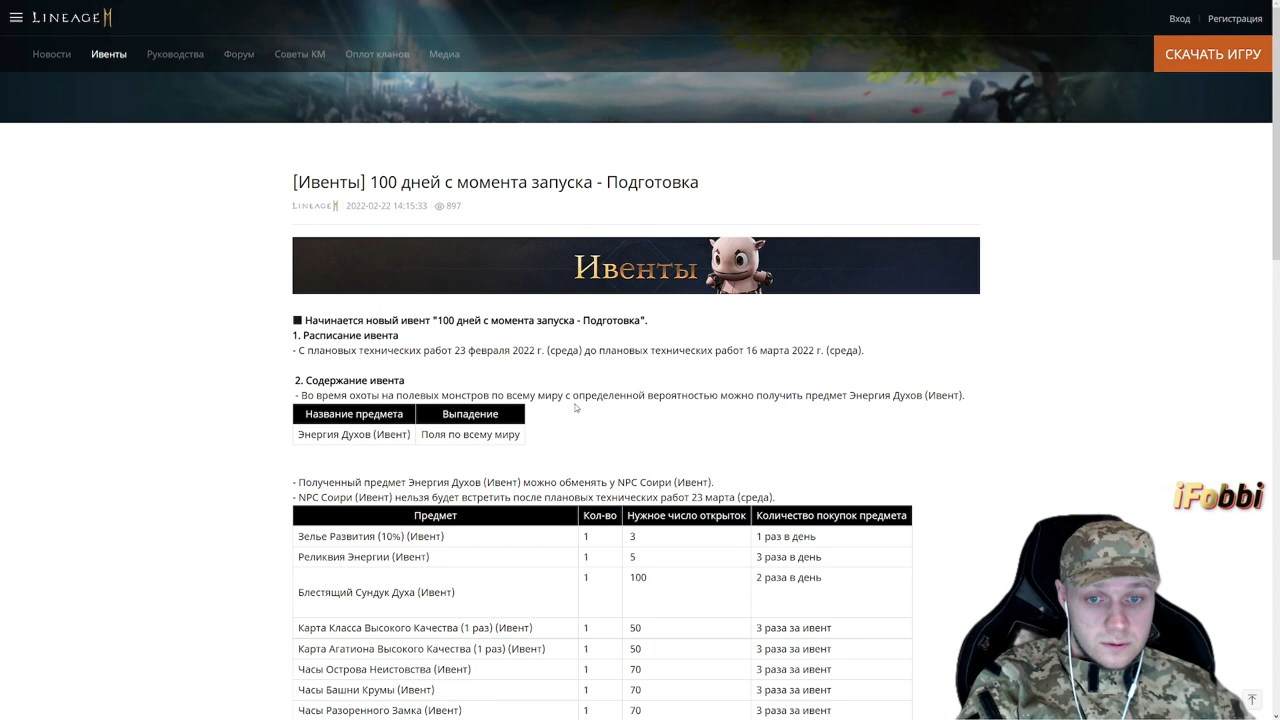 LINEAGE M
Вход
Регистрация
Новости
Ивенты
Руководства
Форум
Советы КМ
Оплот кланов
Медиа
СКАЧАТЬ ИГРУ
[Ивенты] 100 дней с момента запуска - Подготовка
LINEAGE M 2022-02-22 14:15:33 897
Ивенты
■ Начинается новый ивент "100 дней с момента запуска - Подготовка".
1. Расписание ивента
- С плановых технических работ 23 февраля 2022 г. (среда) до плановых технических работ 16 марта 2022 г. (среда).
2. Содержание ивента
- Во время охоты на полевых монстров по всему миру с определенной вероятностью можно получить предмет Энергия Духов (Ивент).
Название предмета Выпадение
Энергия Духов (Ивент) Поля по всему миру
- Полученный предмет Энергия Духов (Ивент) можно обменять у NPC Соири (Ивент).
- NPC Соири (Ивент) нельзя будет встретить после плановых технических работ 23 марта (среда).
Предмет Кол-во Нужное число открыток Количество покупок предмета
Зелье Развития (10%) (Ивент) 1 3 1 раз в день
Реликвия Энергии (Ивент) 1 5 3 раза в день
Блестящий Сундук Духа (Ивент) 1 100 2 раза в день
Карта Класса Высокого Качества (1 раз) (Ивент) 1 50 3 раза за ивент
Карта Агатиона Высокого Качества (1 раз) (Ивент) 1 50 3 раза за ивент
Часы Острова Неистовства (Ивент) 1 70 3 раза за ивент
Часы Башни Крумы (Ивент) 1 70 3 раза за ивент
Часы Разоренного Замка (Ивент) 1 70 3 раза за ивент
iFobbi